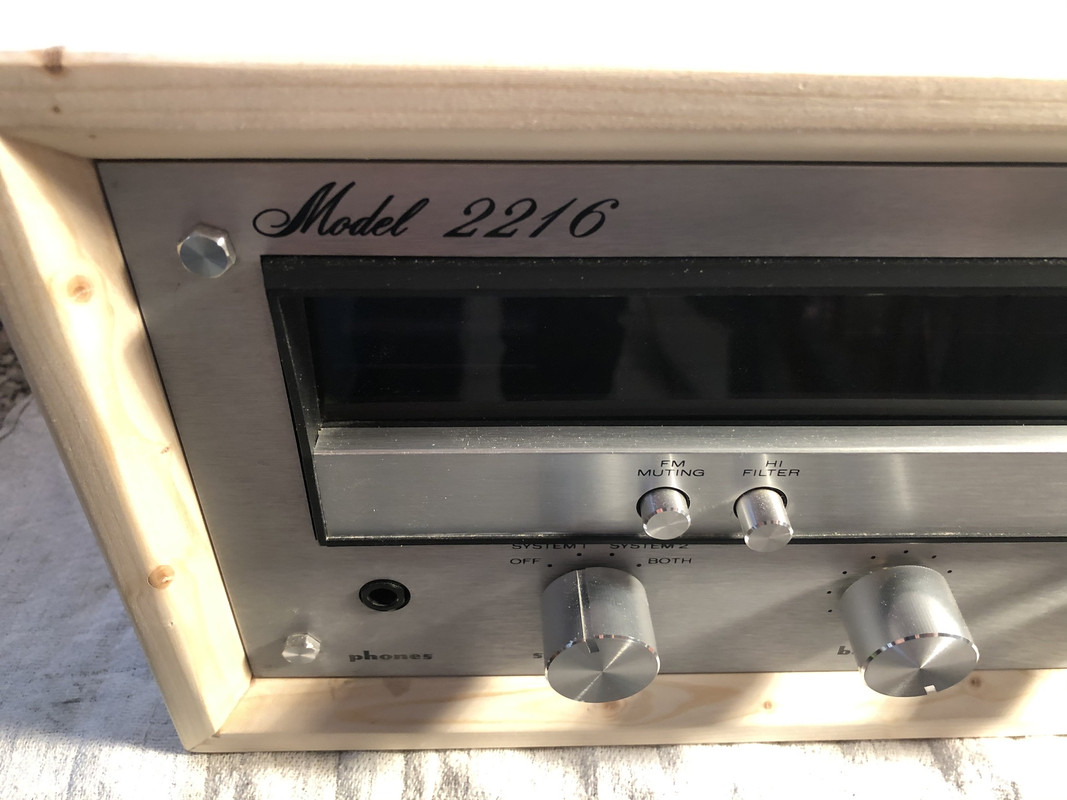 Model 2216
FM
MUTING
HI
FILTER
SYSTEM 1 SYSTEM 2
OFF BOTH
phones